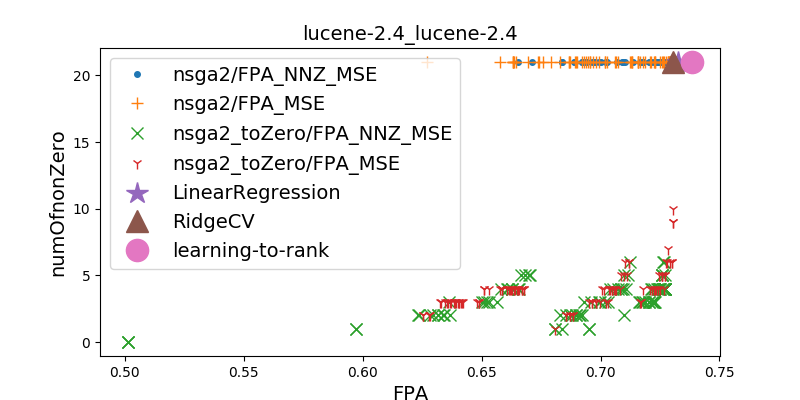 lucene-2.4_lucene-2.4
numOfnonZero
20
15
10
5
0
nsga2/FPA_NNZ_MSE
nsga2/FPA_MSE
nsga2_toZero/FPA_NNZ_MSE
nsga2_toZero/FPA_MSE
LinearRegression
RidgeCV
learning-to-rank
0.50 0.55 0.60 0.65 0.70 0.75
FPA